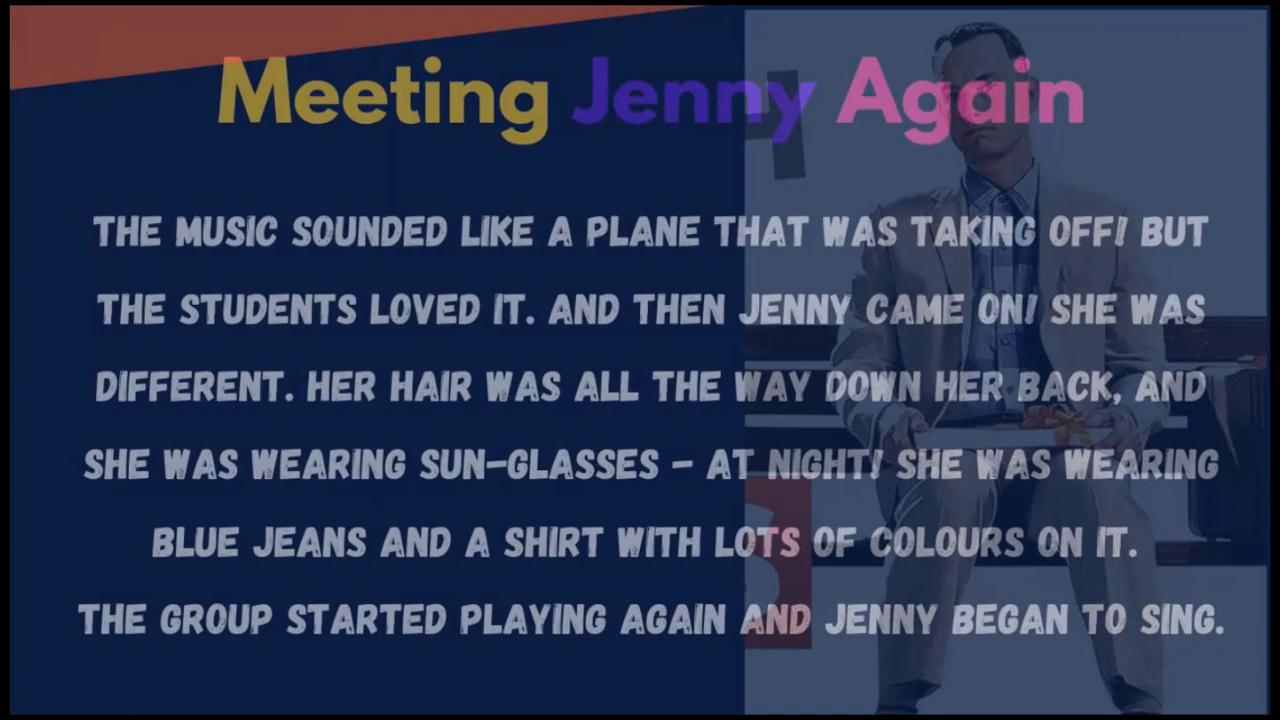 Meeting Jenny Again
THE MUSIC SOUNDED LIKE A PLANE THAT WAS TAKING OFF! BUT
THE STUDENTS LOVED IT. AND THEN JENNY CAME ON! SHE WAS
DIFFERENT. HER HAIR WAS ALL THE WAY DOWN HER BACK, AND
SHE WAS WEARING SUN-GLASSES - AT NIGHT! SHE WAS WEARING
BLUE JEANS AND A SHIRT WITH LOTS OF COLOURS ON IT.
THE GROUP STARTED PLAYING AGAIN AND JENNY BEGAN TO SING.